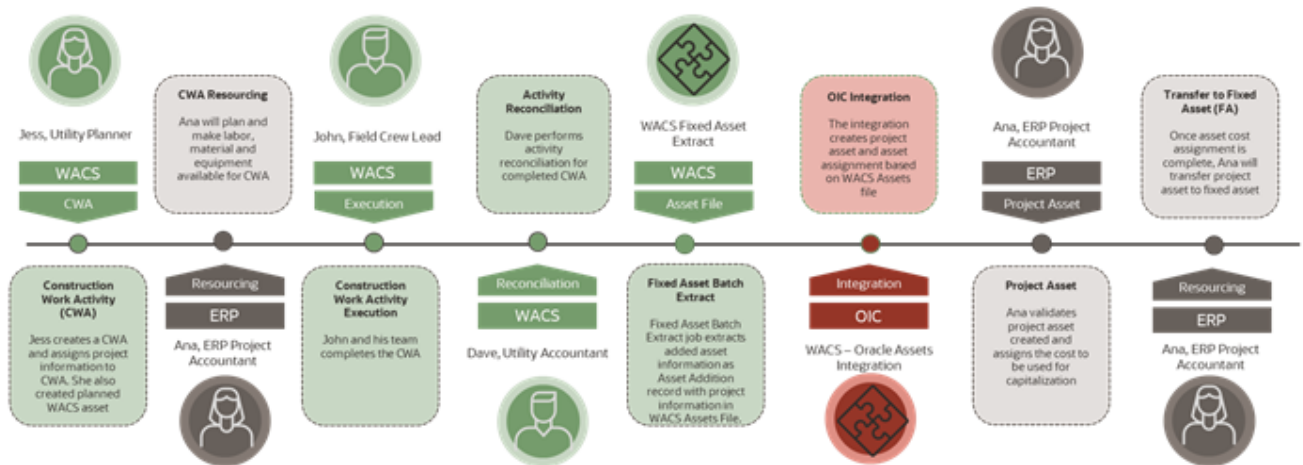 Jess, Utility Planner
WACS
CWA
Construction
Work Activity
(CWA)
Jess creates a CWA
and assigns project
information to
CWA. She also
created planned
WACS asset
CWA Resourcing
Ana will plan and
make labor,
material and
equipment
available for CWA
Resourcing
ERP
Ana, ERP Project
Accountant
John, Field Crew Lead
WACS
Execution
Construction
Work Activity
Execution
John and his team
completes the CWA
Activity
Reconciliation
Dave performs
activity
reconciliation for
completed CWA
Reconciliation
WACS
Dave, Utility Accountant
WACS Fixed Asset
Extract
WACS
Asset File
Fixed Asset Batch
Extract
Fixed Asset Batch
Extract job extracts
added asset
information as
Asset Addition
record with project
information in
WACS Assets File.
OIC Integration
The integration
creates project
asset and asset
assignment based
on WACS Assets
file
Integration
OIC
WACS – Oracle Assets
Integration
Ana, ERP Project
Accountant
ERP
Project Asset
Project Asset
Ana validates
project asset
created and
assigns the cost to
be used for
capitalization
Transfer to Fixed
Asset (FA)
Once asset cost
assignment is
complete, Ana will
transfer project
asset to fixed asset
Resourcing
ERP
Ana, ERP Project
Accountant